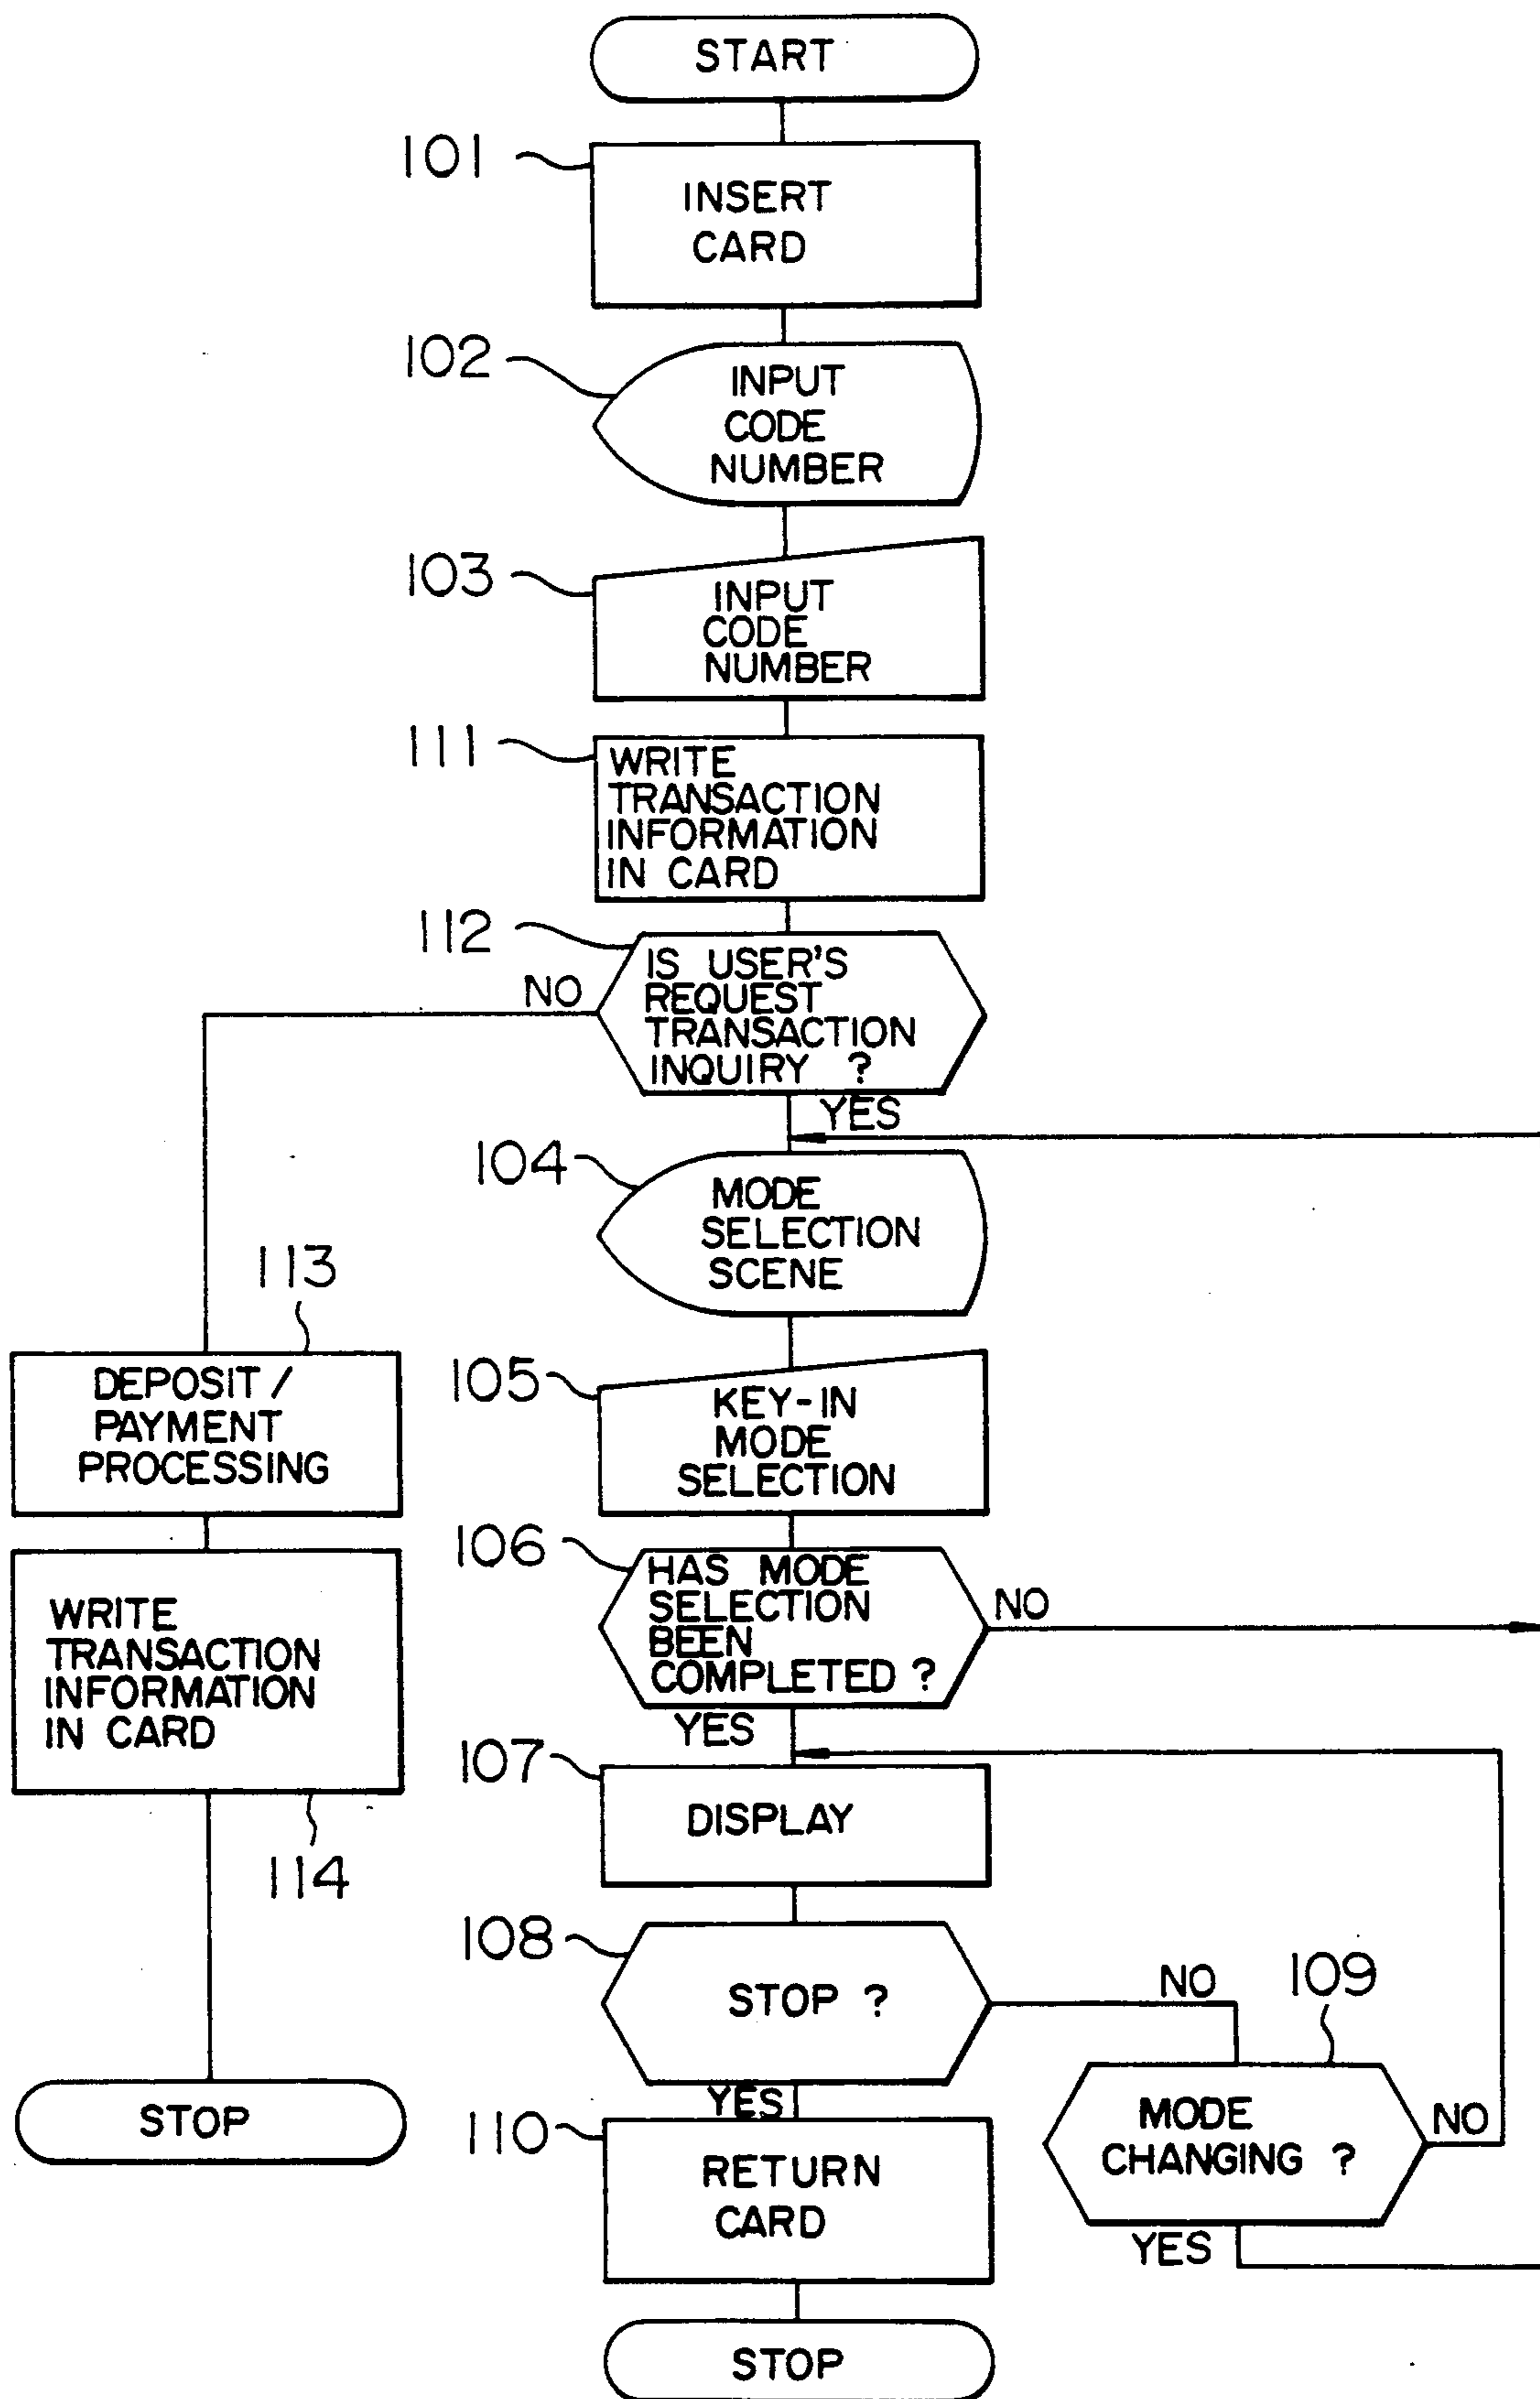 START
101
INSERT
CARD
102
INPUT
CODE
NUMBER
103
INPUT
CODE
NUMBER
111
WRITE
TRANSACTION
INFORMATION
IN CARD
112
IS USER'S
REQUEST
TRANSACTION
INQUIRY ?
NO
YES
104
MODE
SELECTION
SCENE
113
DEPOSIT/
PAYMENT
PROCESSING
105
KEY-IN
MODE
SELECTION
106
HAS MODE
SELECTION
BEEN
COMPLETED ?
NO
YES
WRITE
TRANSACTION
INFORMATION
IN CARD
114
107
DISPLAY
108
STOP ?
NO
109
YES
MODE
CHANGING ?
NO
YES
STOP
110
RETURN
CARD
STOP